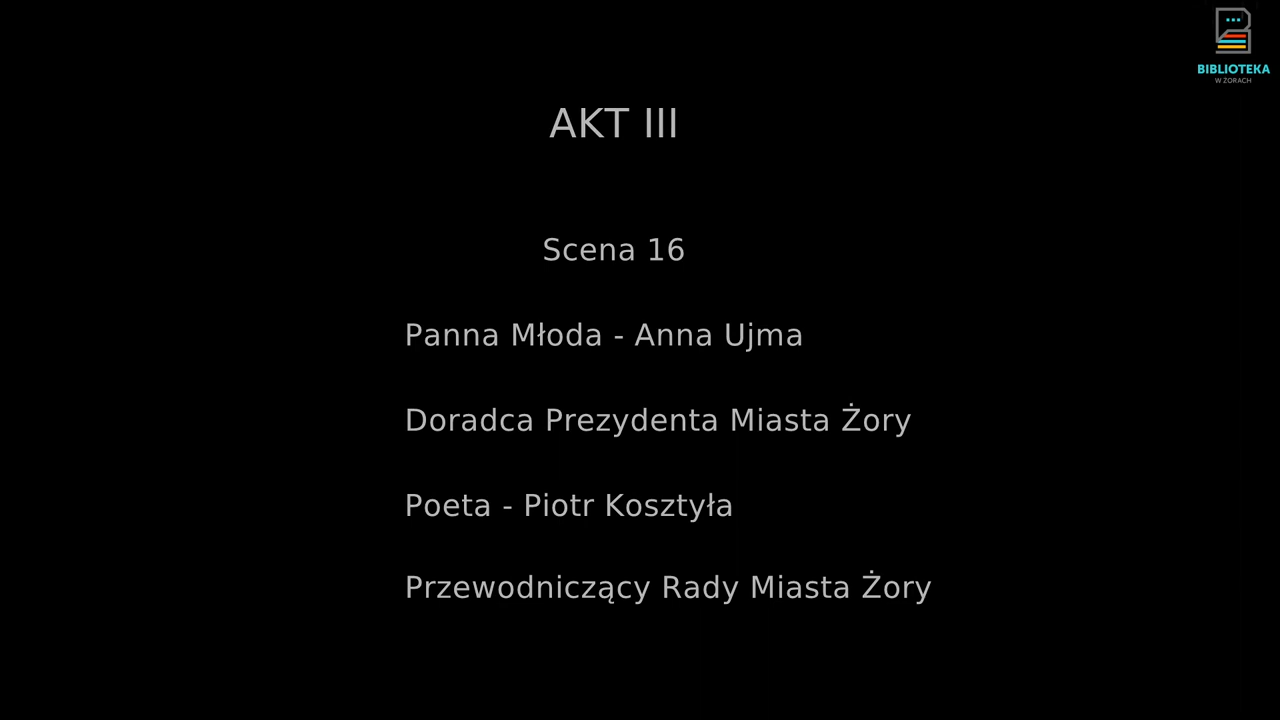 BIBLIOTEKA
W ŻORACH
AKT III
Scena 16
Panna Młoda - Anna Ujma
Doradca Prezydenta Miasta Żory
Poeta - Piotr Kosztyła
Przewodniczący Rady Miasta Żory